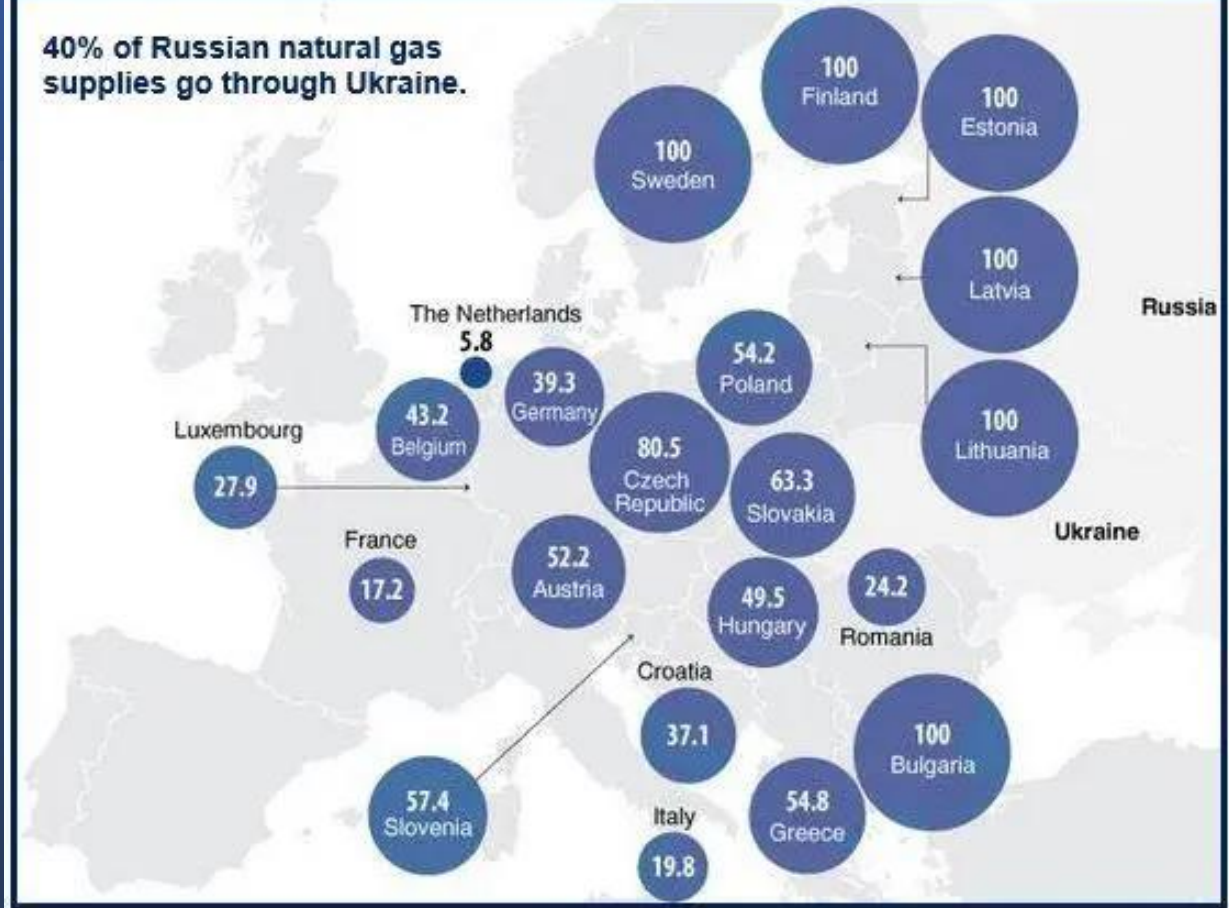 40% of Russian natural gas
supplies go through Ukraine.
100
Finland
100
Estonia
100
Sweden
100
Latvia
Russia
The Netherlands
5.8
54.2
Poland
39.3
Germany
43.2
Belgium
100
Lithuania
Luxembourg
27.9
80.5
Czech
Republic
63.3
Slovakia
Ukraine
France
17.2
52.2
Austria
49.5
Hungary
24.2
Romania
Croatia
37.1
100
Bulgaria
57.4
Slovenia
54.8
Greece
Italy
19.8